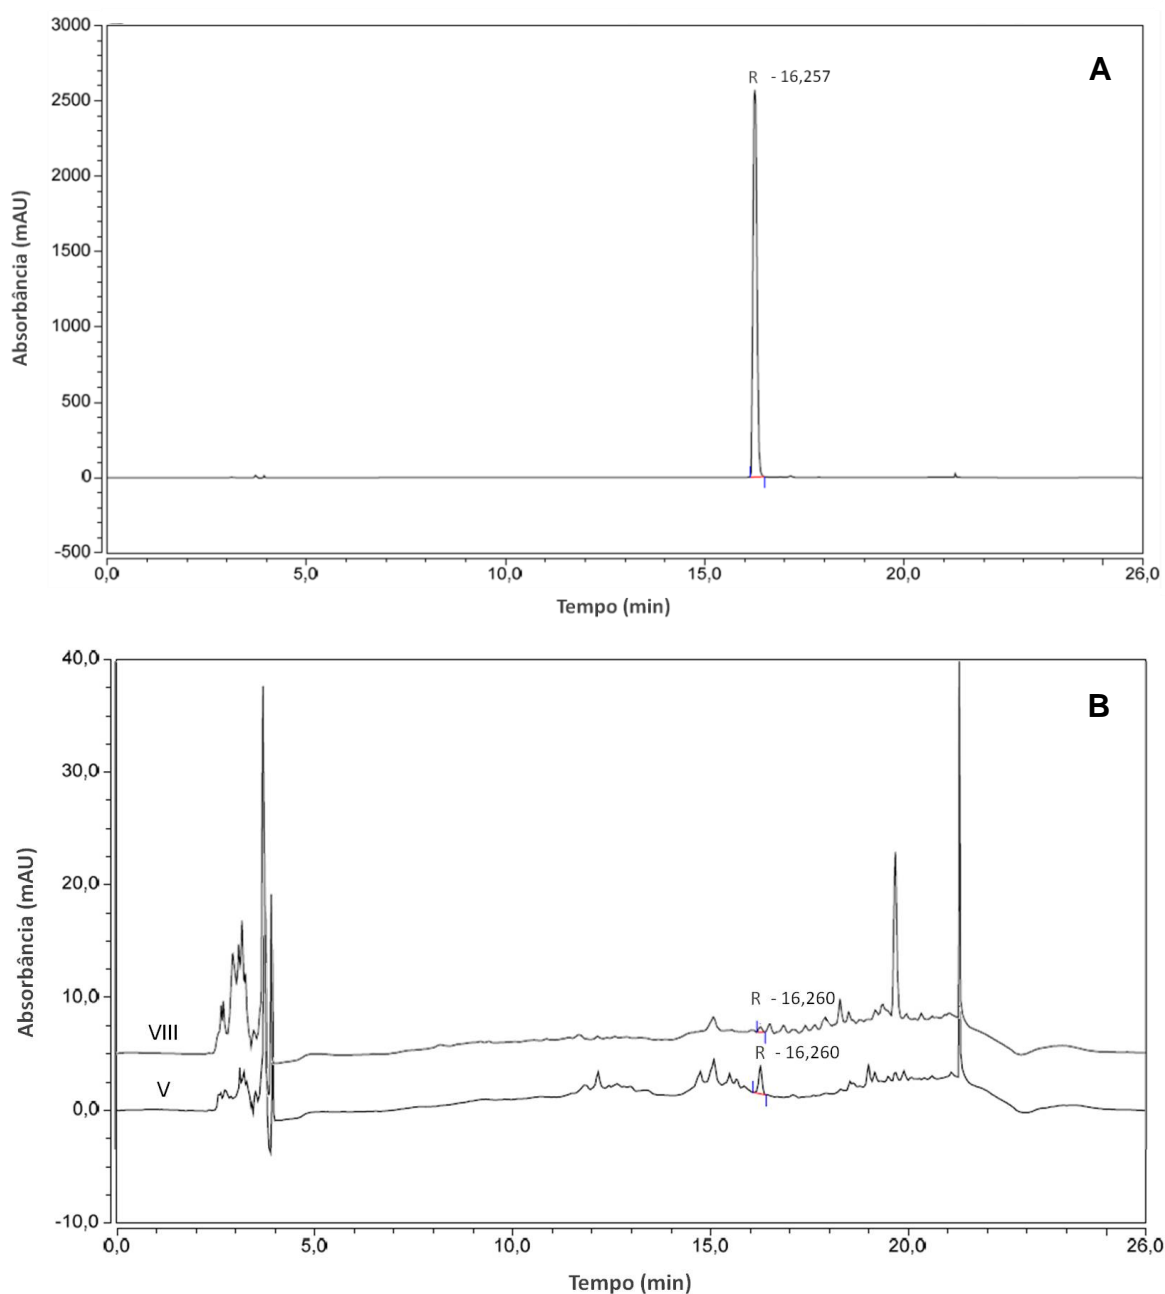 3000
A
R - 16,257
2500
2000
1500
1000
500
0
-500
0,0 5,0 10,0 15,0 20,0 26,0
Absorbância (mAU)
Tempo (min)
40,0
B
30,0
20,0
10,0
R - 16,260
VIII
R - 16,260
V
0,0
-10,0
0,0 5,0 10,0 15,0 20,0 26,0
Absorbância (mAU)
Tempo (min)